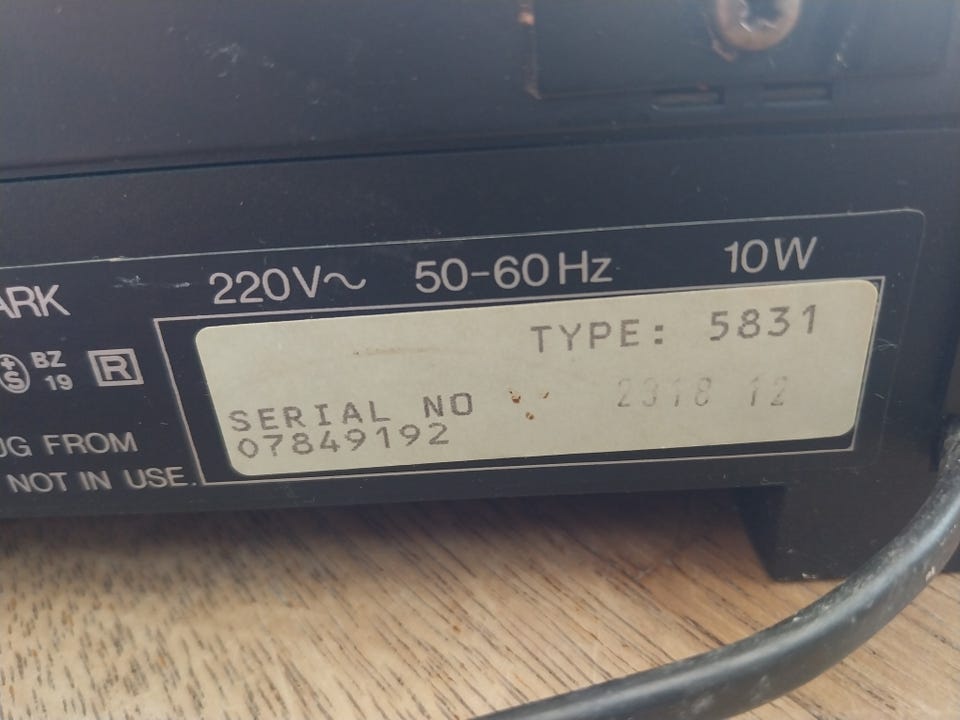 220V~ 50-60Hz 10W
ARK
TYPE: 5831
+S BZ 19 R
2318 12
SERIAL NO
07849192
UG FROM
NOT IN USE.